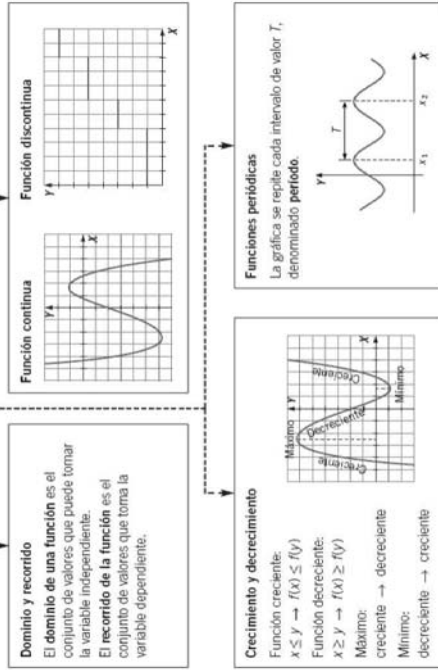 Dominio y recorrido
El dominio de una función es el
conjunto de valores que puede tomar
la variable independiente.
El recorrido de la función es el
conjunto de valores que toma la
variable dependiente.
Función continua
Y
X
Función discontinua
Y
X
Crecimiento y decrecimiento
Función creciente:
x ≤ y → f(x) ≤ f(y)
Función decreciente:
x ≥ y → f(x) ≥ f(y)
Máximo:
creciente → decreciente
Mínimo:
decreciente → creciente
Máximo
Y
Creciente
Decreciente
Creciente
X
Mínimo
Funciones periódicas
La gráfica se repite cada intervalo de valor T,
denominado periodo.
Y
T
x₁
x₂
X